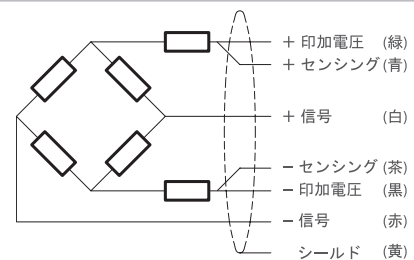 + 印加電圧 (緑)
+ センシング (青)
+ 信号 (白)
− センシング (茶)
− 印加電圧 (黒)
− 信号 (赤)
シールド (黄)